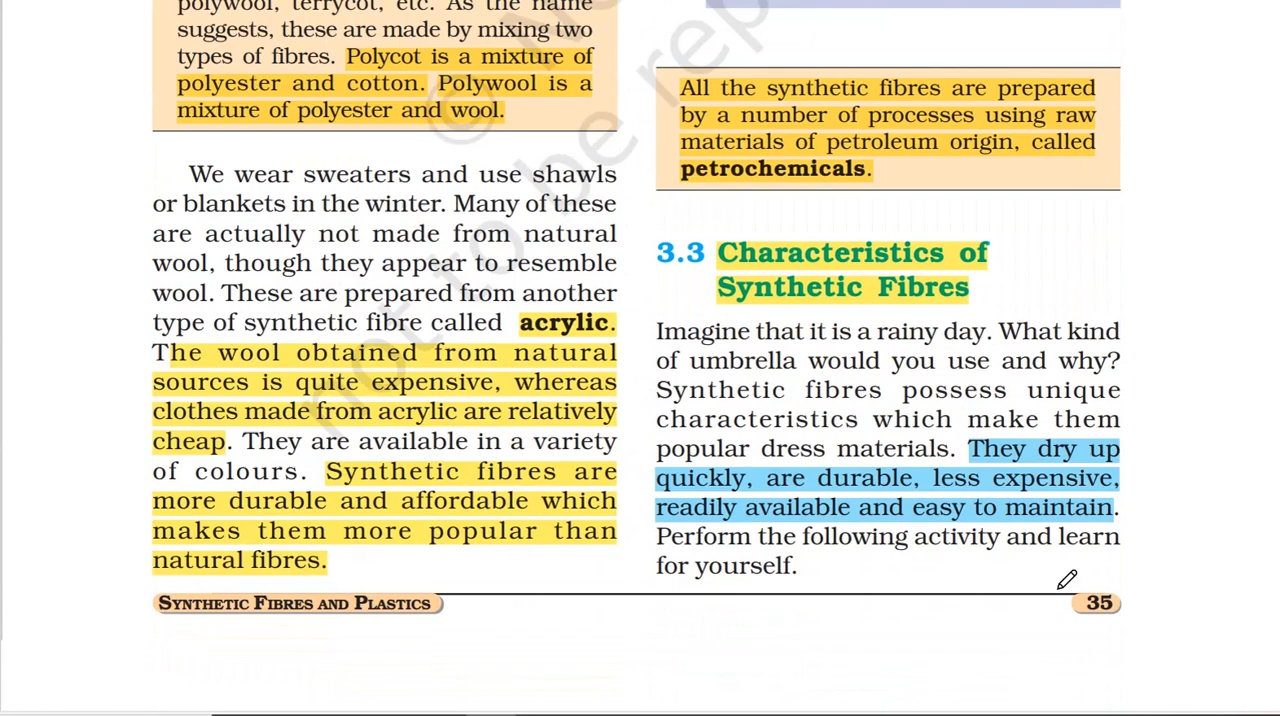 polywool, terrycot, etc. As the name
suggests, these are made by mixing two
types of fibres. Polycot is a mixture of
polyester and cotton. Polywool is a
mixture of polyester and wool.
We wear sweaters and use shawls
or blankets in the winter. Many of these
are actually not made from natural
wool, though they appear to resemble
wool. These are prepared from another
type of synthetic fibre called acrylic.
The wool obtained from natural
sources is quite expensive, whereas
clothes made from acrylic are relatively
cheap. They are available in a variety
of colours. Synthetic fibres are
more durable and affordable which
makes them more popular than
natural fibres.
All the synthetic fibres are prepared
by a number of processes using raw
materials of petroleum origin, called
petrochemicals.
3.3 Characteristics of
Synthetic Fibres
Imagine that it is a rainy day. What kind
of umbrella would you use and why?
Synthetic fibres possess unique
characteristics which make them
popular dress materials. They dry up
quickly, are durable, less expensive,
readily available and easy to maintain.
Perform the following activity and learn
for yourself.
SYNTHETIC FIBRES AND PLASTICS
35
not to be rep